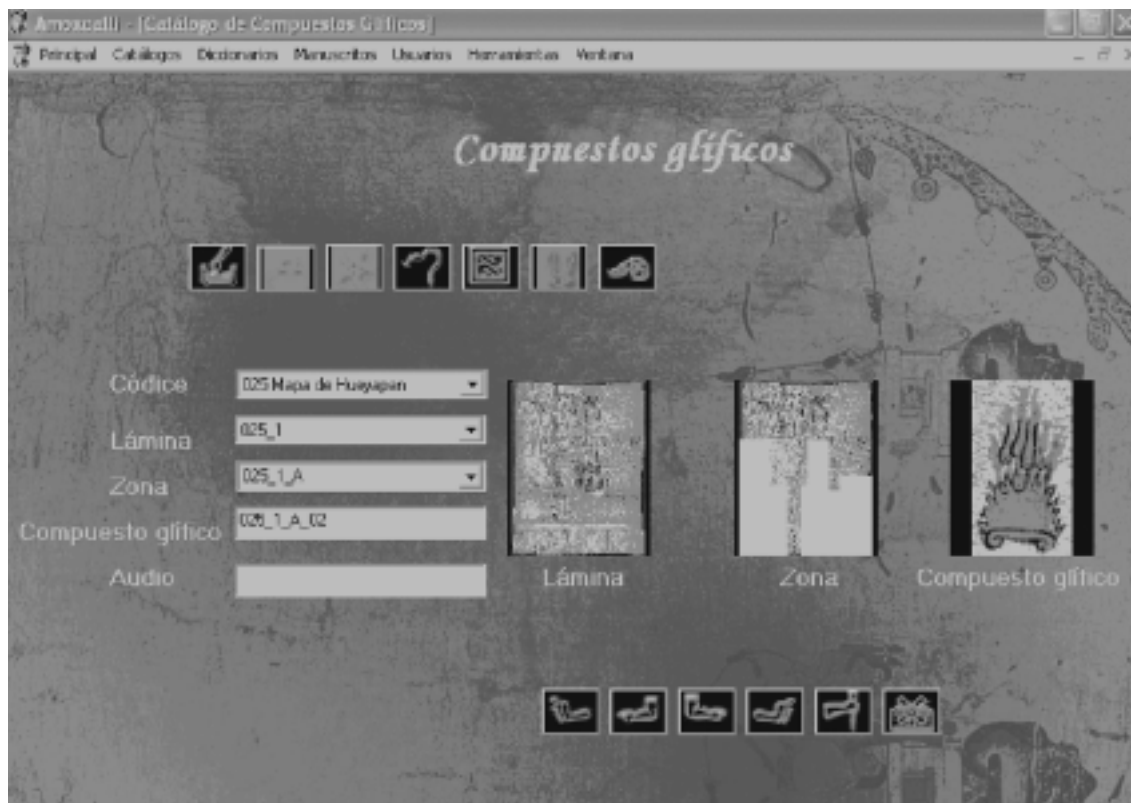 Amoxcalli - [Catálogo de Compuestos Glíficos]
Principal Catálogos Diccionarios Manuscritos Usuarios Herramientas Ventana
Compuestos glíficos
Códice 025 Mapa de Hueyapan
Lámina 025_1
Zona 025_1_A
Compuesto glífico 025_1_A_02
Audio
Lámina Zona Compuesto glífico